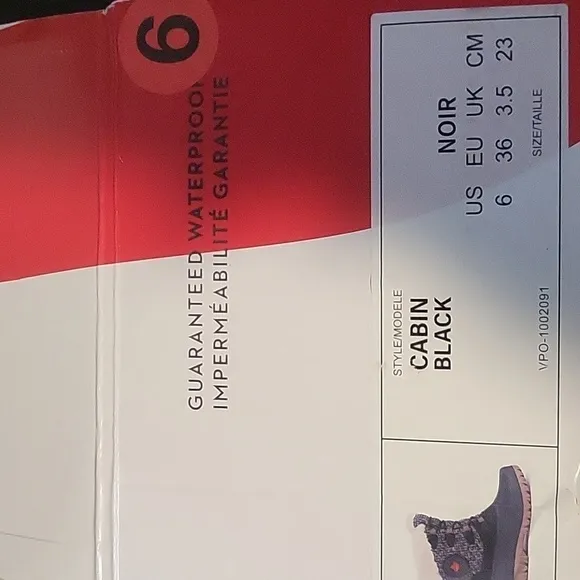 6
GUARANTEED WATERPROOF
IMPERMÉABILITÉ GARANTIE
STYLE/MODELE
CABIN
BLACK
NOIR
US EU UK CM
6 36 3.5 23
SIZE/TAILLE
VPO-1002091